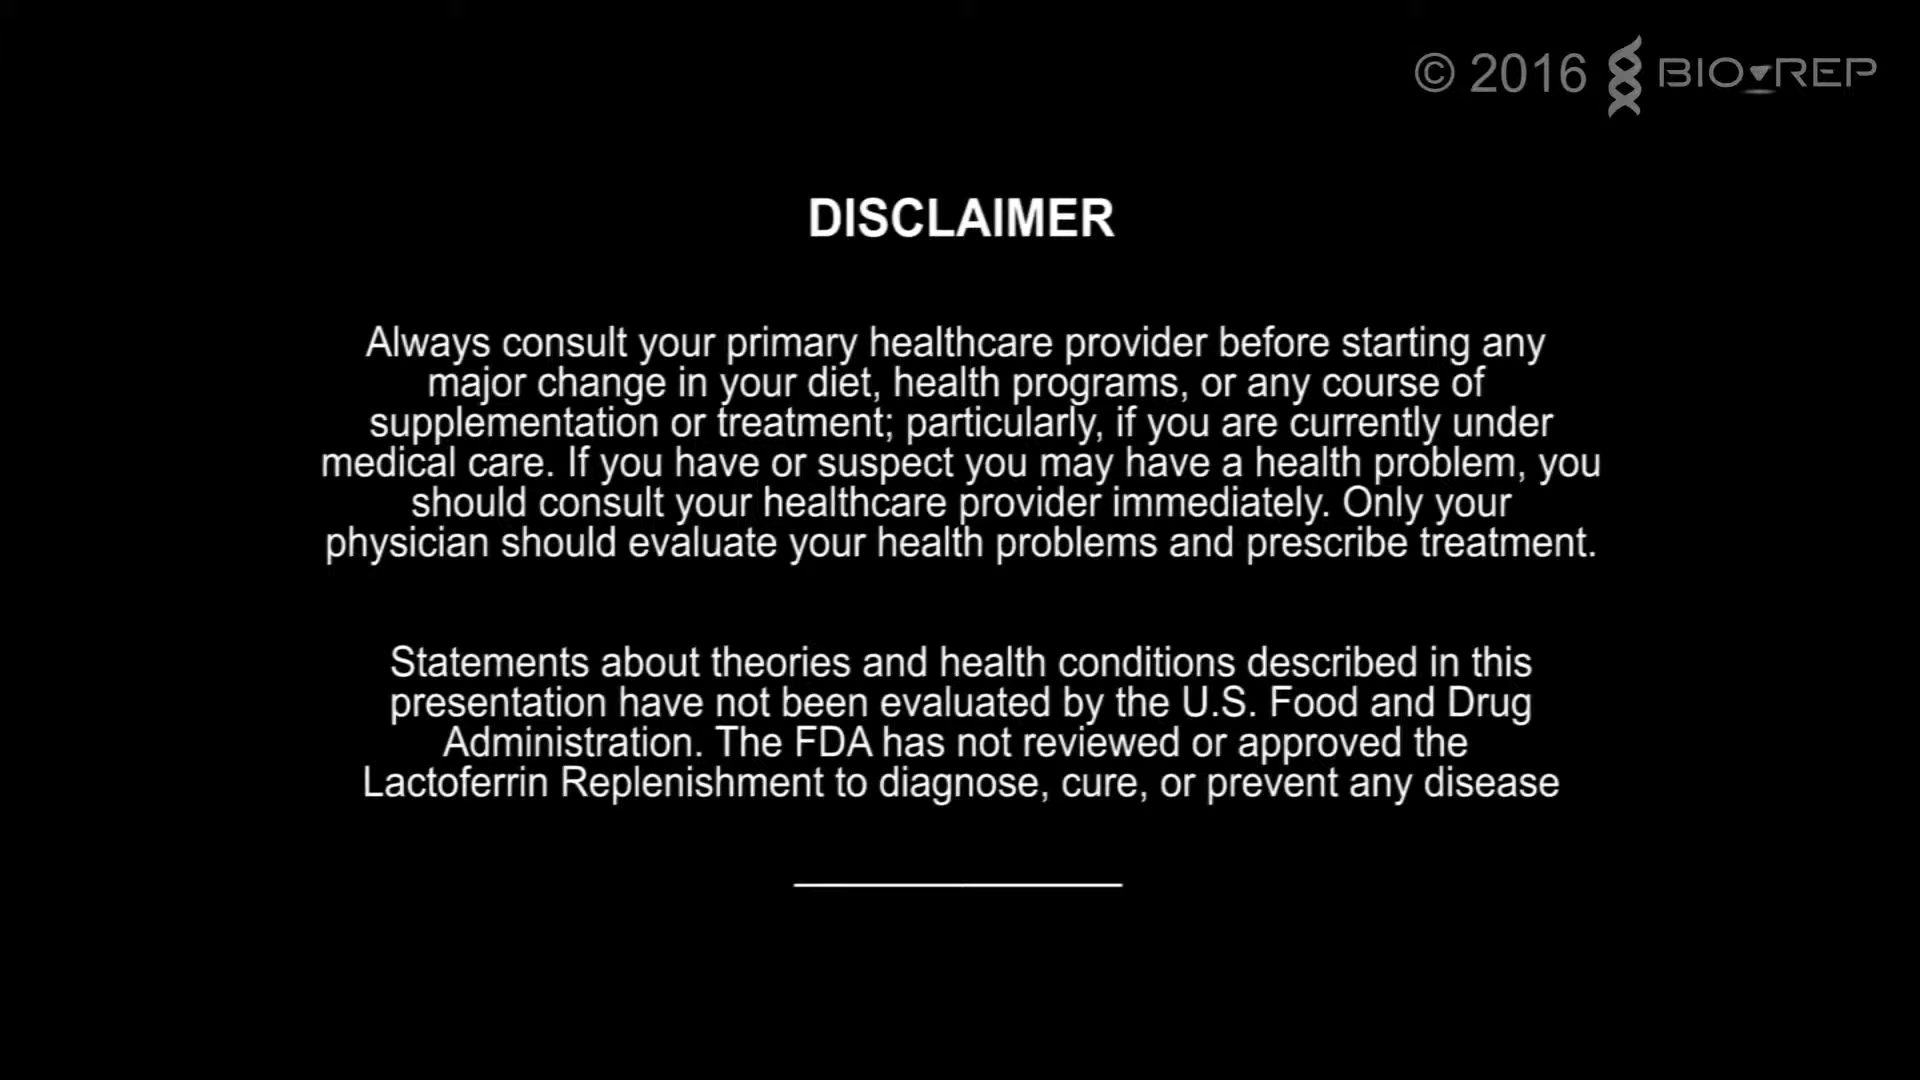 © 2016 BIO-REP
DISCLAIMER
Always consult your primary healthcare provider before starting any
major change in your diet, health programs, or any course of
supplementation or treatment; particularly, if you are currently under
medical care. If you have or suspect you may have a health problem, you
should consult your healthcare provider immediately. Only your
physician should evaluate your health problems and prescribe treatment.
Statements about theories and health conditions described in this
presentation have not been evaluated by the U.S. Food and Drug
Administration. The FDA has not reviewed or approved the
Lactoferrin Replenishment to diagnose, cure, or prevent any disease